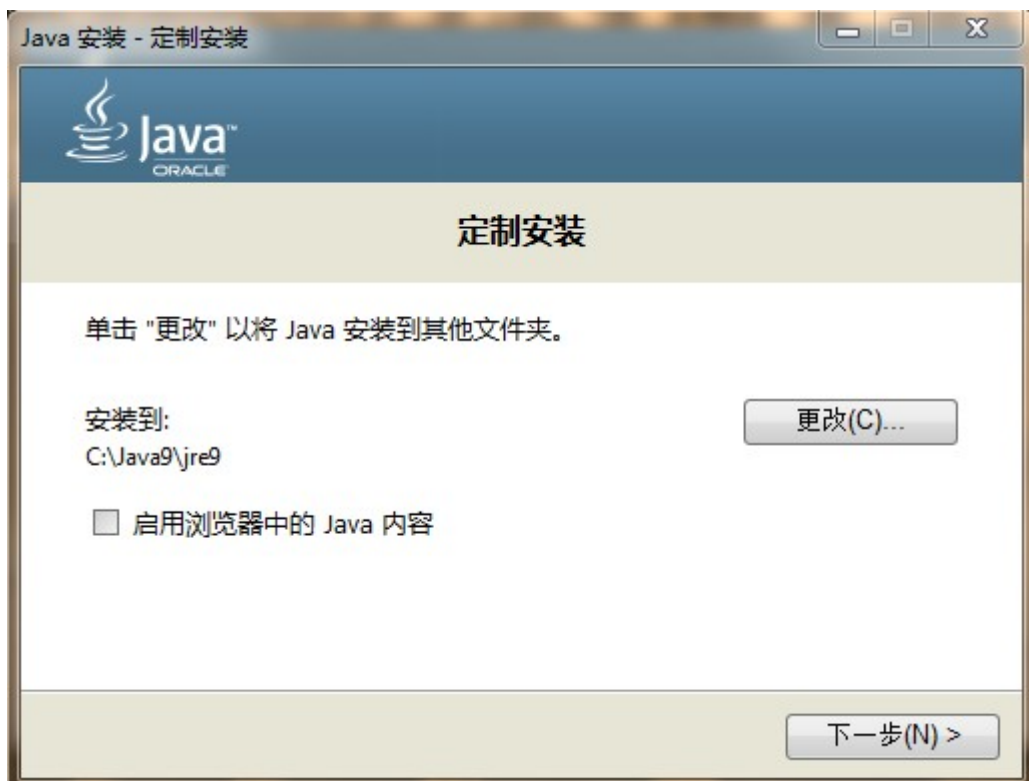 Java 安装 - 定制安装
Java™
ORACLE
定制安装
单击 "更改" 以将 Java 安装到其他文件夹。
安装到:
更改(C)...
C:\Java9\jre9
启用浏览器中的 Java 内容
下一步(N) >